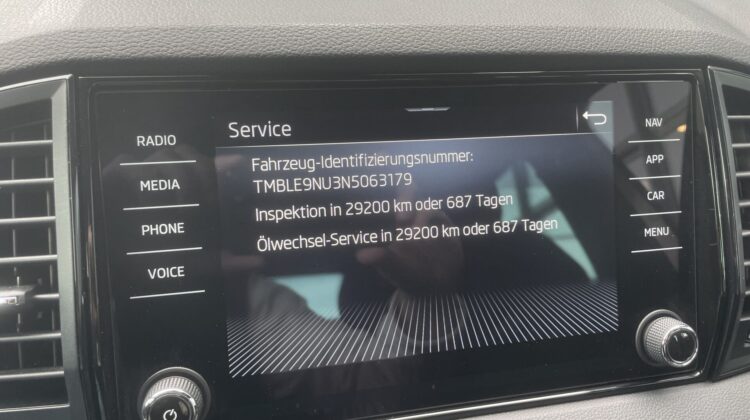 Service
RADIO
MEDIA
PHONE
VOICE
Fahrzeug-Identifizierungsnummer:
TMBLE9NU3N5063179
Inspektion in 29200 km oder 687 Tagen
Ölwechsel-Service in 29200 km oder 687 Tagen
NAV
APP
CAR
MENU